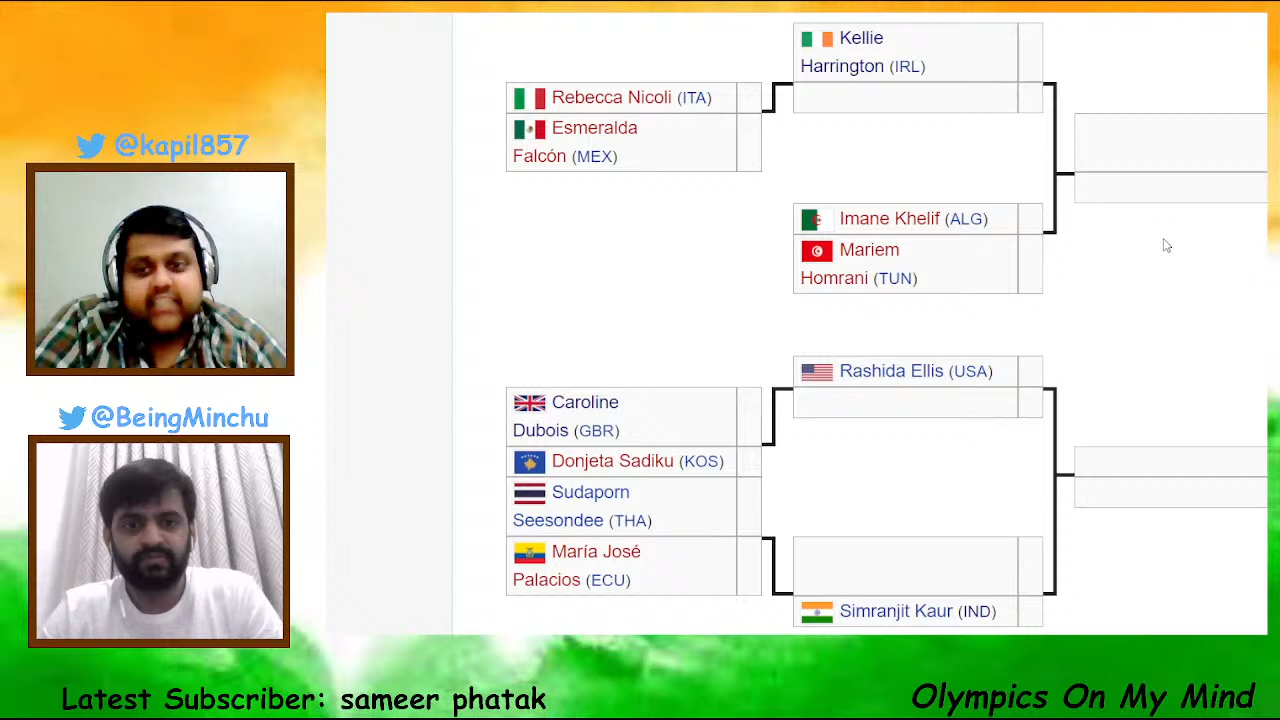 @kapil857
@BeingMinchu
Rebecca Nicoli (ITA)
Esmeralda
Falcón (MEX)
Kellie
Harrington (IRL)
Imane Khelif (ALG)
Mariem
Homrani (TUN)
Caroline
Dubois (GBR)
Donjeta Sadiku (KOS)
Sudaporn
Seesondee (THA)
María José
Palacios (ECU)
Rashida Ellis (USA)
Simranjit Kaur (IND)
Latest Subscriber: sameer phatak
Olympics On My Mind